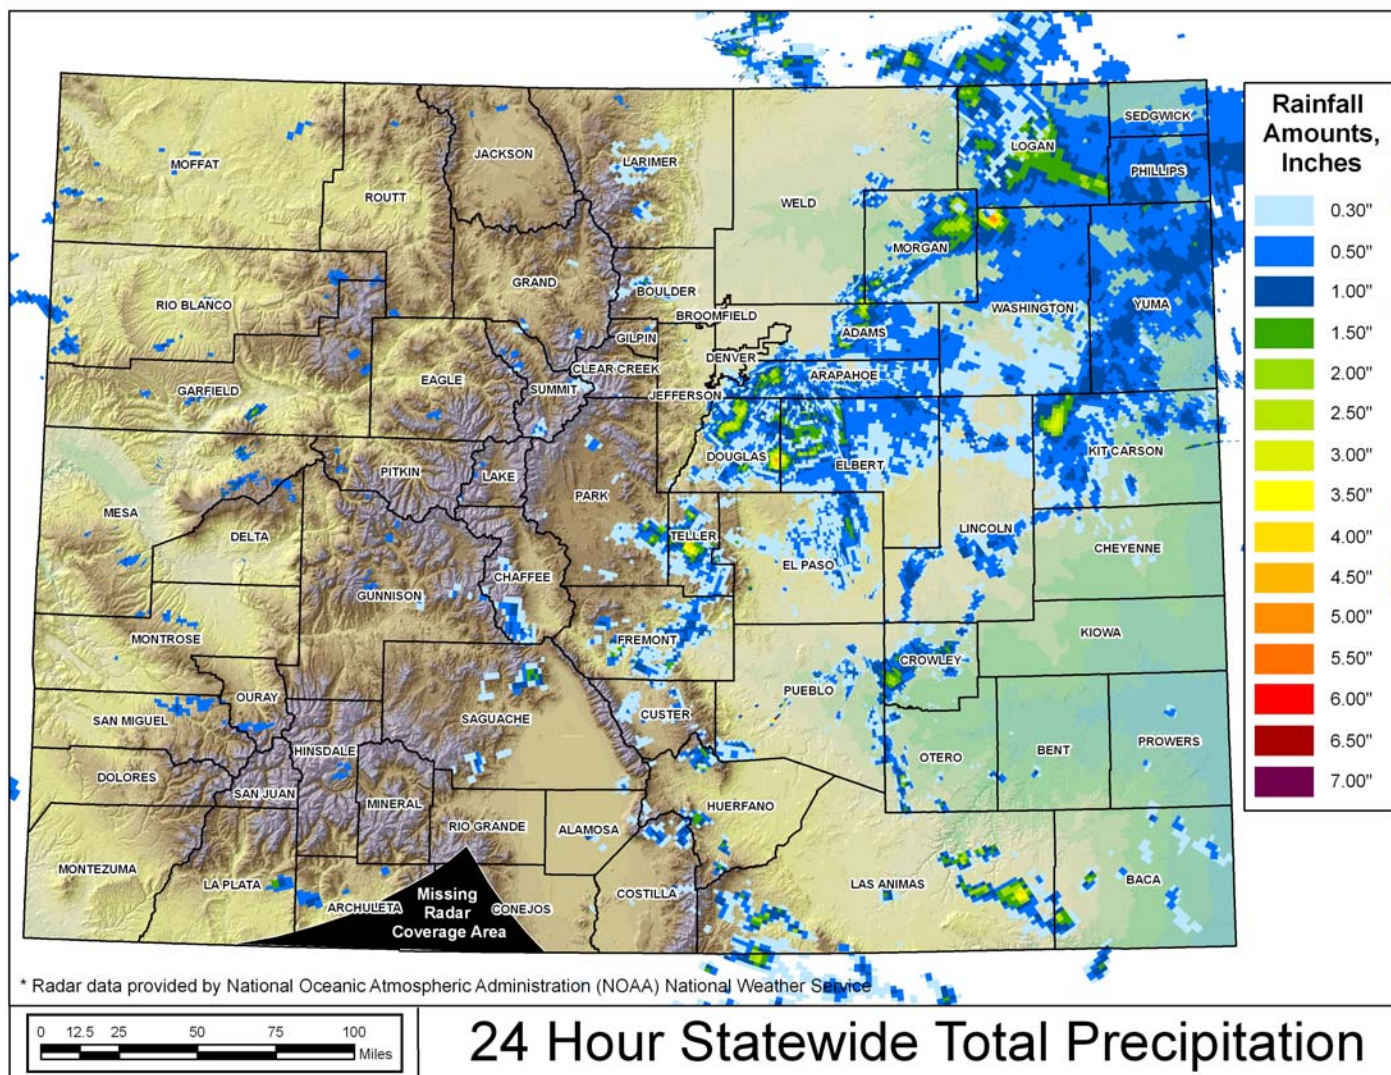 SEDGWICK
LOGAN
JACKSON
LARIMER
MOFFAT
PHILLIPS
ROUTT
WELD
MORGAN
GRAND
BOULDER
RIO BLANCO
BROOMFIELD
WASHINGTON
YUMA
GILPIN
ADAMS
DENVER
CLEAR CREEK
EAGLE
ARAPAHOE
GARFIELD
SUMMIT
JEFFERSON
KIT CARSON
DOUGLAS
ELBERT
PITKIN
LAKE
PARK
MESA
LINCOLN
DELTA
TELLER
CHEYENNE
EL PASO
CHAFFEE
GUNNISON
KIOWA
MONTROSE
FREMONT
CROWLEY
PUEBLO
OURAY
SAN MIGUEL
SAGUACHE
CUSTER
PROWERS
HINSDALE
BENT
OTERO
DOLORES
SAN JUAN
MINERAL
HUERFANO
RIO GRANDE
ALAMOSA
MONTEZUMA
LA PLATA
LAS ANIMAS
BACA
COSTILLA
ARCHULETA
CONEJOS
Missing
Radar
Coverage Area
Rainfall
Amounts,
Inches
0.30"
0.50"
1.00"
1.50"
2.00"
2.50"
3.00"
3.50"
4.00"
4.50"
5.00"
5.50"
6.00"
6.50"
7.00"
* Radar data provided by National Oceanic Atmospheric Administration (NOAA) National Weather Service
0 12.5 25 50 75 100
Miles
24 Hour Statewide Total Precipitation